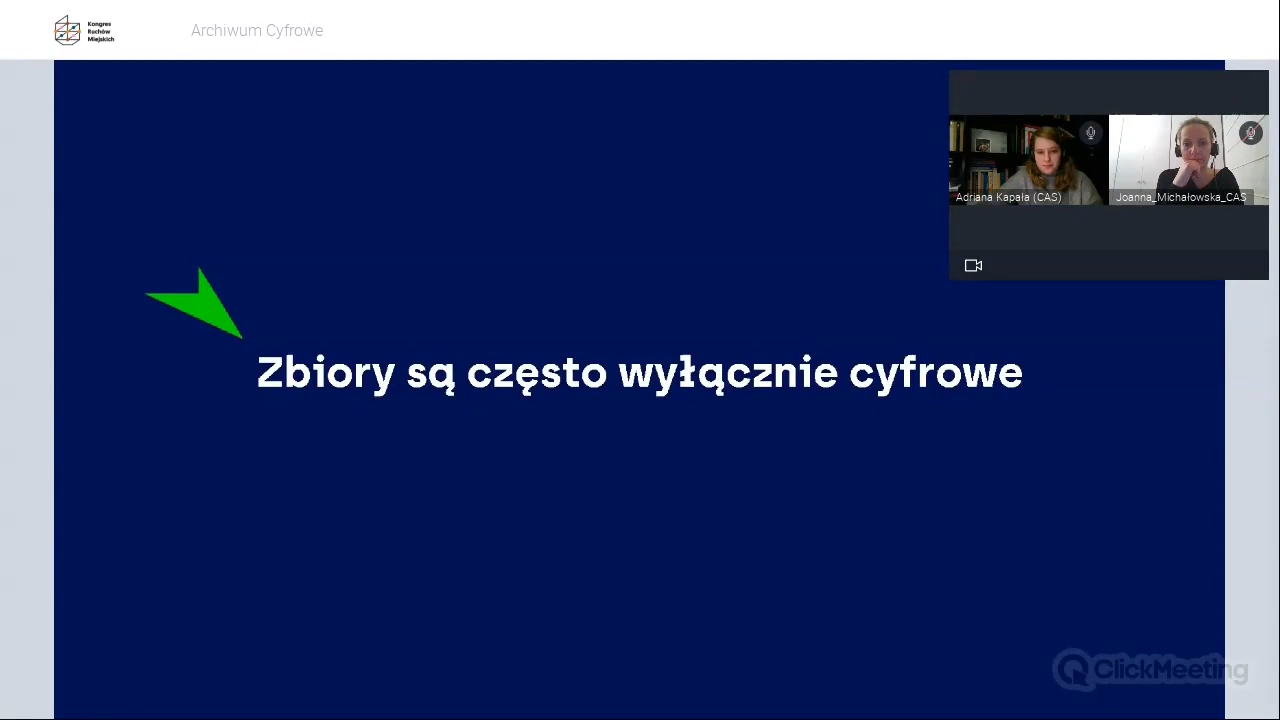 Kongres
Ruchów
Miejskich
Archiwum Cyfrowe
Adriana Kapała (CAS)
Joanna_Michałowska_CAS
Zbiory są często wyłącznie cyfrowe
ClickMeeting